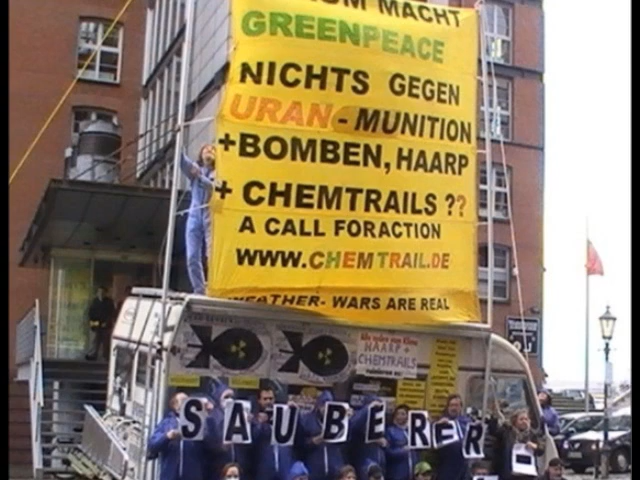 MACHT
GREENPEACE
NICHTS GEGEN
URAN-MUNITION
+BOMBEN, HAARP
+ CHEMTRAILS ??
A CALL FORACTION
WWW.CHEMTRAIL.DE
WEATHER-WARS ARE REAL
HAARP +
CHEMTRAILS
SAUBERER